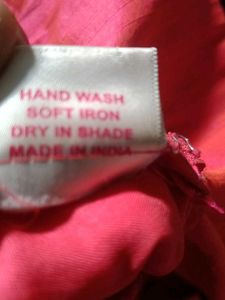 HAND WASH
SOFT IRON
DRY IN SHADE
MADE IN INDIA